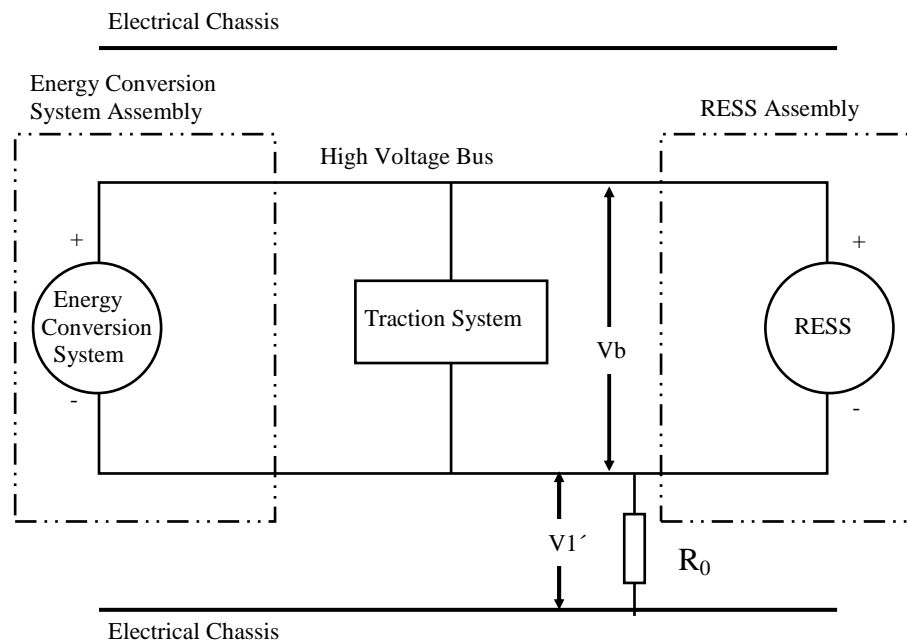 Electrical Chassis
Energy Conversion
System Assembly
RESS Assembly
High Voltage Bus
+
+
Energy
Conversion
System
Traction System
Vb
RESS
-
-
V1´
R₀
Electrical Chassis